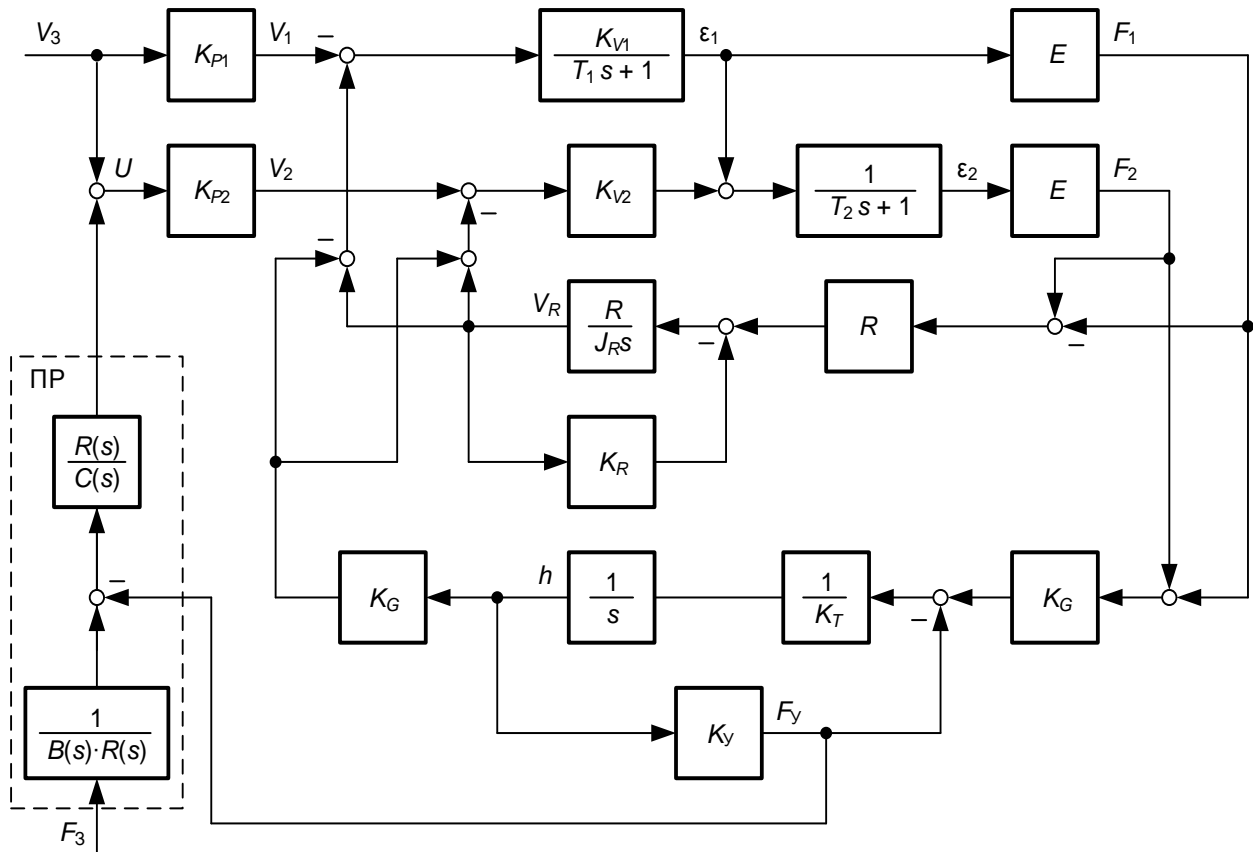 V3 KP1 V1 – KV1 / T1 s + 1 ε1 E F1
U KP2 V2 – KV2 1 / T2 s + 1 ε2 E F2
–
VR R / JRs – R –
ПР
R(s) / C(s) KR
– KG h 1 / s 1 / KT – KG
1 / B(s)·R(s) KУ FУ
F3